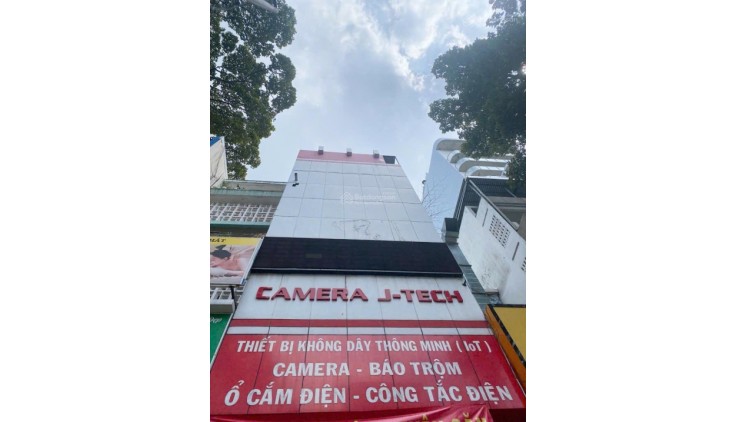 CAMERA J-TECH
THIẾT BỊ KHÔNG DÂY THÔNG MINH ( IoT )
CAMERA - BÁO TRỘM
Ổ CẮM ĐIỆN - CÔNG TẮC ĐIỆN